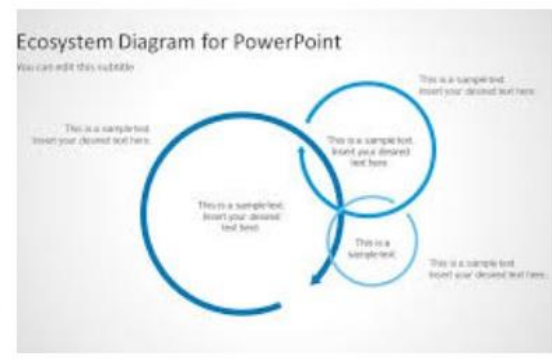 Ecosystem Diagram for PowerPoint
You can edit this subtitle
This is a sample text.
Insert your desired text here.
This is a sample text
Insert your desired text here
This is a sample text.
Insert your desired
text here
This is a sample text.
Insert your desired
text here.
This is a
sample text
This is a sample text
Insert your desired text here.